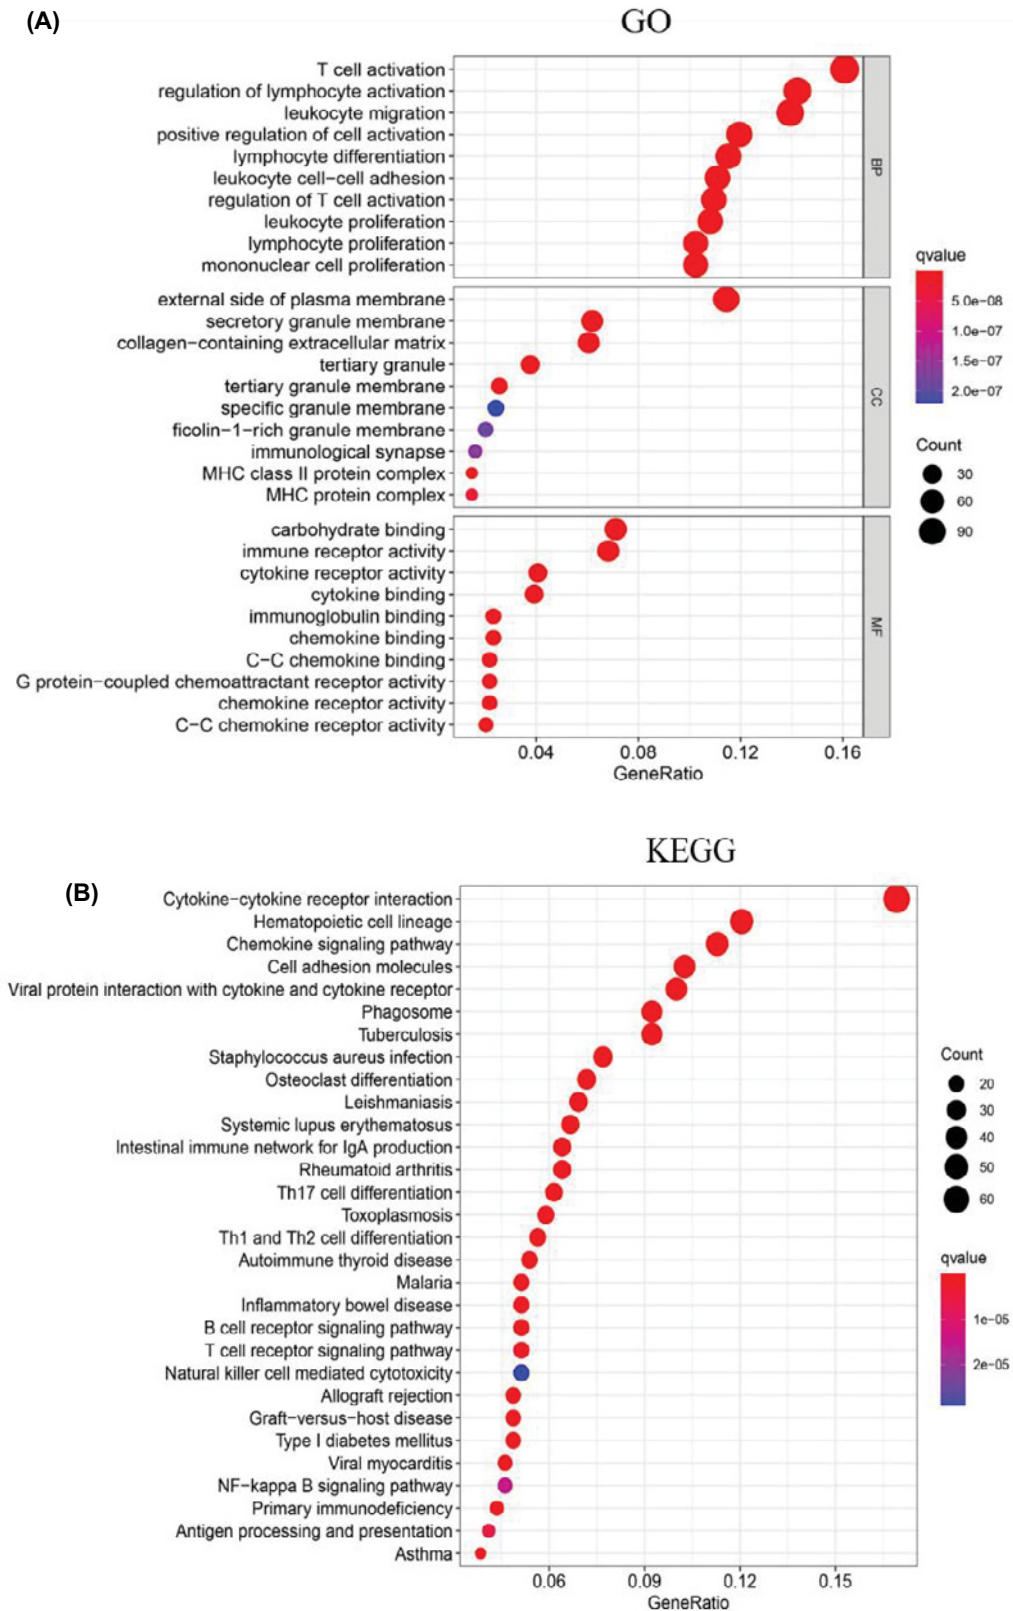 (A)
GO
T cell activation
regulation of lymphocyte activation
leukocyte migration
positive regulation of cell activation
lymphocyte differentiation
leukocyte cell−cell adhesion
regulation of T cell activation
leukocyte proliferation
lymphocyte proliferation
mononuclear cell proliferation
BP
external side of plasma membrane
secretory granule membrane
collagen−containing extracellular matrix
tertiary granule
tertiary granule membrane
specific granule membrane
ficolin−1−rich granule membrane
immunological synapse
MHC class II protein complex
MHC protein complex
CC
carbohydrate binding
immune receptor activity
cytokine receptor activity
cytokine binding
immunoglobulin binding
chemokine binding
C−C chemokine binding
G protein−coupled chemoattractant receptor activity
chemokine receptor activity
C−C chemokine receptor activity
MF
0.04 0.08 0.12 0.16
GeneRatio
qvalue
5.0e−08
1.0e−07
1.5e−07
2.0e−07
Count
30
60
90
KEGG
(B)
Cytokine−cytokine receptor interaction
Hematopoietic cell lineage
Chemokine signaling pathway
Cell adhesion molecules
Viral protein interaction with cytokine and cytokine receptor
Phagosome
Tuberculosis
Staphylococcus aureus infection
Osteoclast differentiation
Leishmaniasis
Systemic lupus erythematosus
Intestinal immune network for IgA production
Rheumatoid arthritis
Th17 cell differentiation
Toxoplasmosis
Th1 and Th2 cell differentiation
Autoimmune thyroid disease
Malaria
Inflammatory bowel disease
B cell receptor signaling pathway
T cell receptor signaling pathway
Natural killer cell mediated cytotoxicity
Allograft rejection
Graft−versus−host disease
Type I diabetes mellitus
Viral myocarditis
NF−kappa B signaling pathway
Primary immunodeficiency
Antigen processing and presentation
Asthma
0.06 0.09 0.12 0.15
GeneRatio
Count
20
30
40
50
60
qvalue
1e−05
2e−05